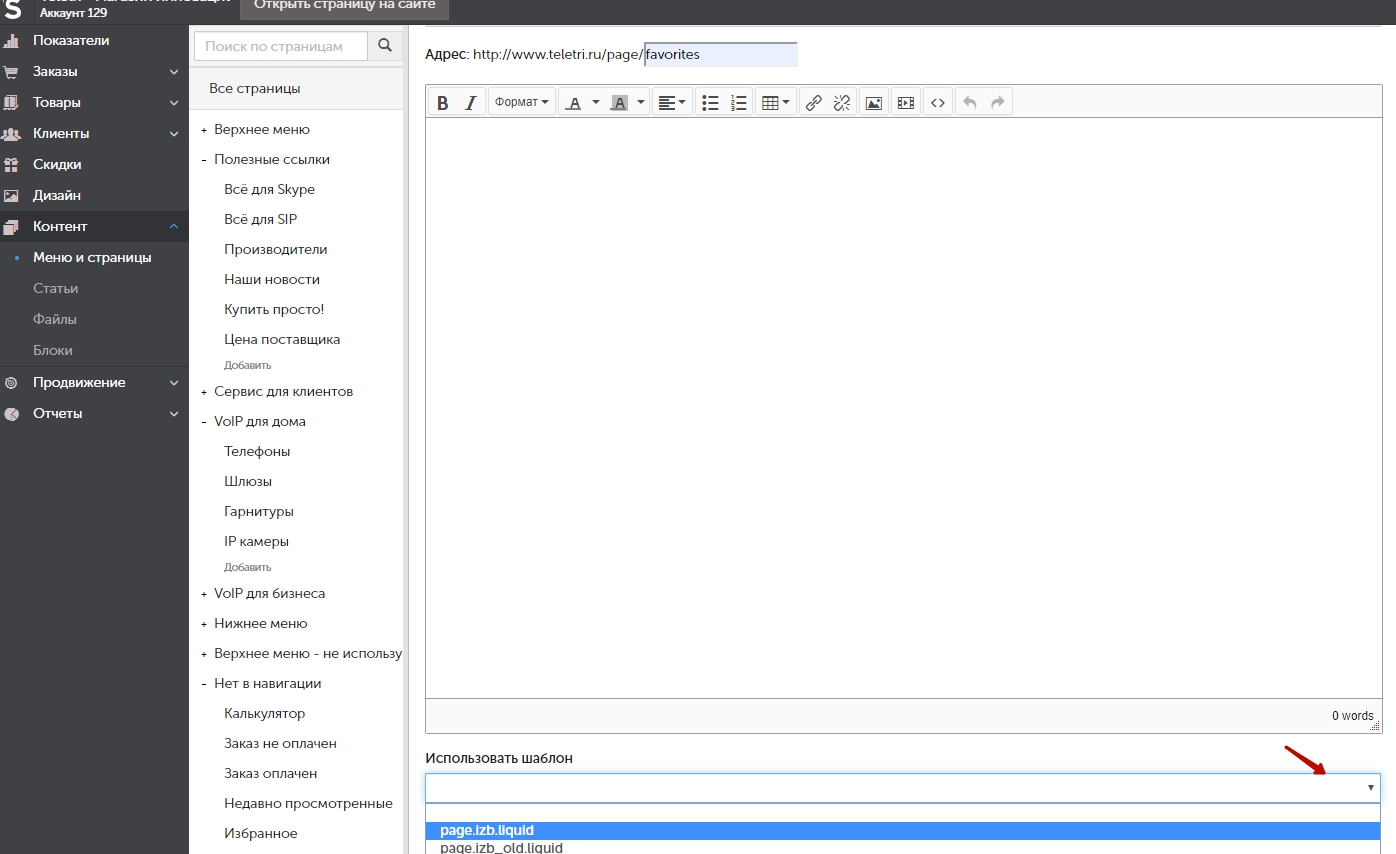 S
Аккаунт 129
Открыть страницу на сайте
Показатели
Заказы
Товары
Клиенты
Скидки
Дизайн
Контент
Меню и страницы
Статьи
Файлы
Блоки
Продвижение
Отчеты
Поиск по страницам
Все страницы
+ Верхнее меню
- Полезные ссылки
Всё для Skype
Всё для SIP
Производители
Наши новости
Купить просто!
Цена поставщика
Добавить
+ Сервис для клиентов
- VoIP для дома
Телефоны
Шлюзы
Гарнитуры
IP камеры
Добавить
+ VoIP для бизнеса
+ Нижнее меню
+ Верхнее меню - не использу
- Нет в навигации
Калькулятор
Заказ не оплачен
Заказ оплачен
Недавно просмотренные
Избранное
Адрес: http://www.teletri.ru/page/favorites
B I Формат A A
0 words
Использовать шаблон
page.izb.liquid
page.izb_old.liquid